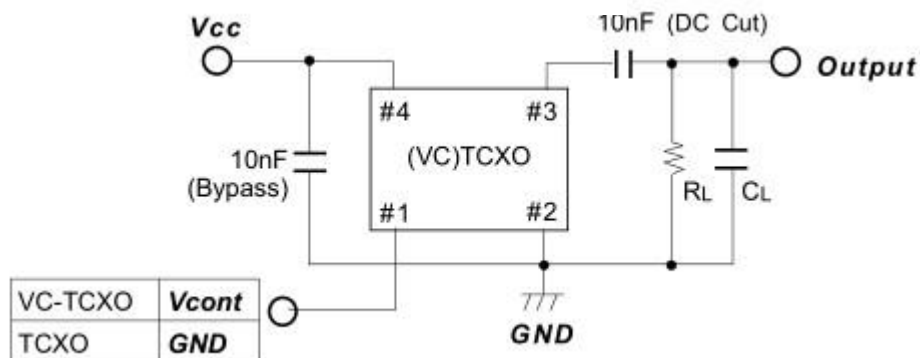 10nF (DC Cut)
Vcc
Output
#4
#3
10nF
(Bypass)
(VC)TCXO
RL
CL
#1
#2
VC-TCXO Vcont
TCXO GND
GND